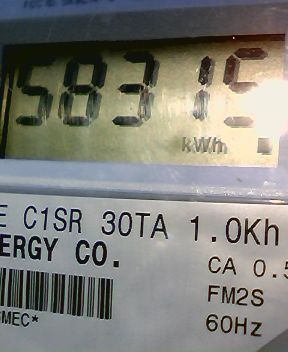 58315
kWh
E C1SR 30TA 1.0Kh
ERGY CO.
CA 0.5
FM2S
MEC*
60Hz